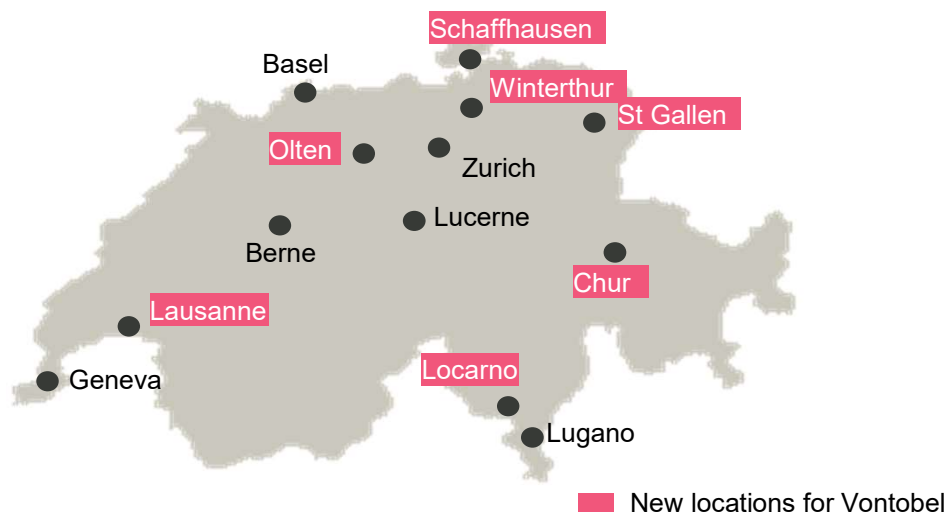 Schaffhausen
Basel
Winterthur
St Gallen
Olten
Zurich
Lucerne
Berne
Chur
Lausanne
Locarno
Geneva
Lugano
New locations for Vontobel